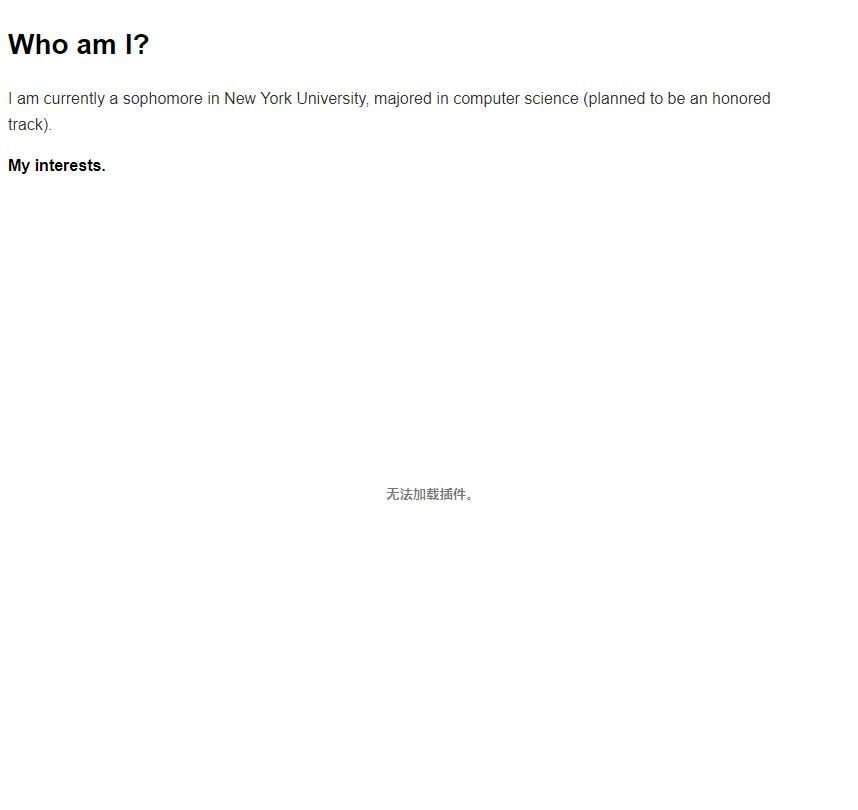 Who am I?
I am currently a sophomore in New York University, majored in computer science (planned to be an honored
track).
My interests.
无法加载插件。